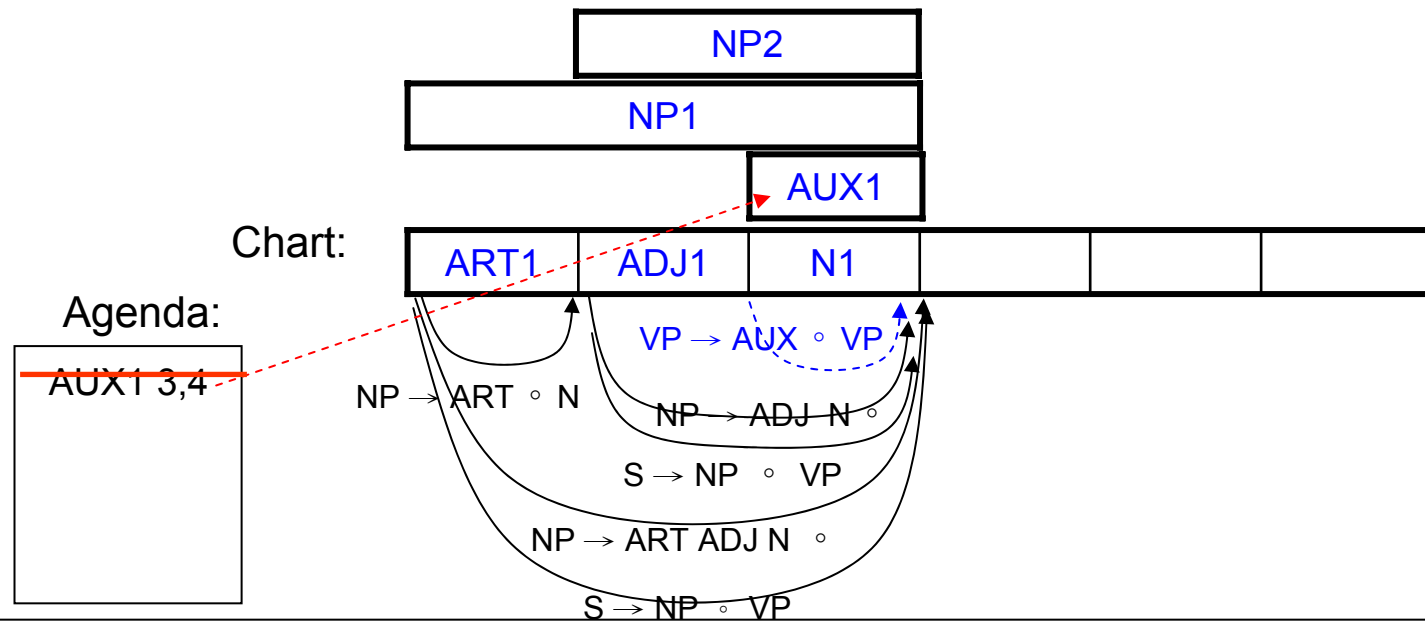 NP2
NP1
AUX1
Chart:
ART1 ADJ1 N1
Agenda:
AUX1 3,4
VP → AUX ° VP
NP → ART ° N
NP → ADJ N °
S → NP ° VP
NP → ART ADJ N °
S → NP ° VP